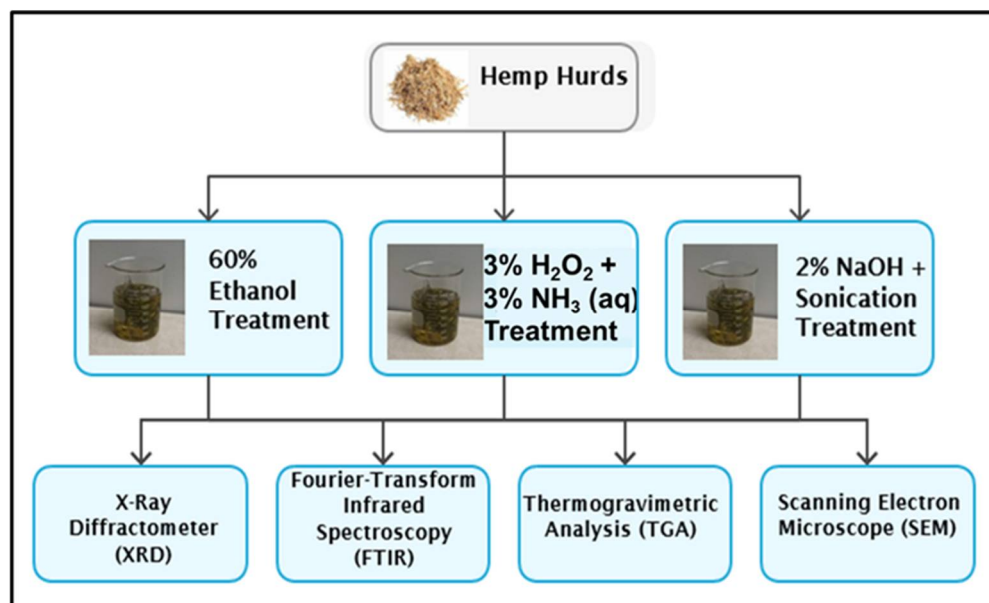 Hemp Hurds
60%
Ethanol
Treatment
3% H₂O₂ +
3% NH₃ (aq)
Treatment
2% NaOH +
Sonication
Treatment
X-Ray
Diffractometer
(XRD)
Fourier-Transform
Infrared
Spectroscopy
(FTIR)
Thermogravimetric
Analysis (TGA)
Scanning Electron
Microscope (SEM)